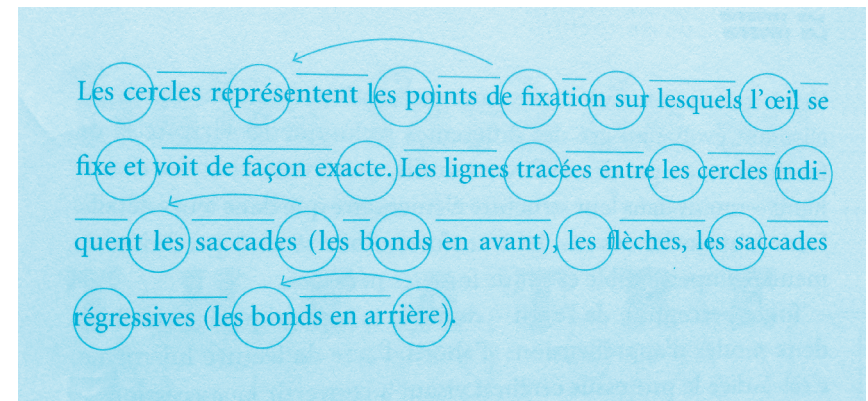 Les cercles représentent les points de fixation sur lesquels l’œil se
fixe et voit de façon exacte. Les lignes tracées entre les cercles indi-
quent les saccades (les bonds en avant), les flèches, les saccades
régressives (les bonds en arrière).